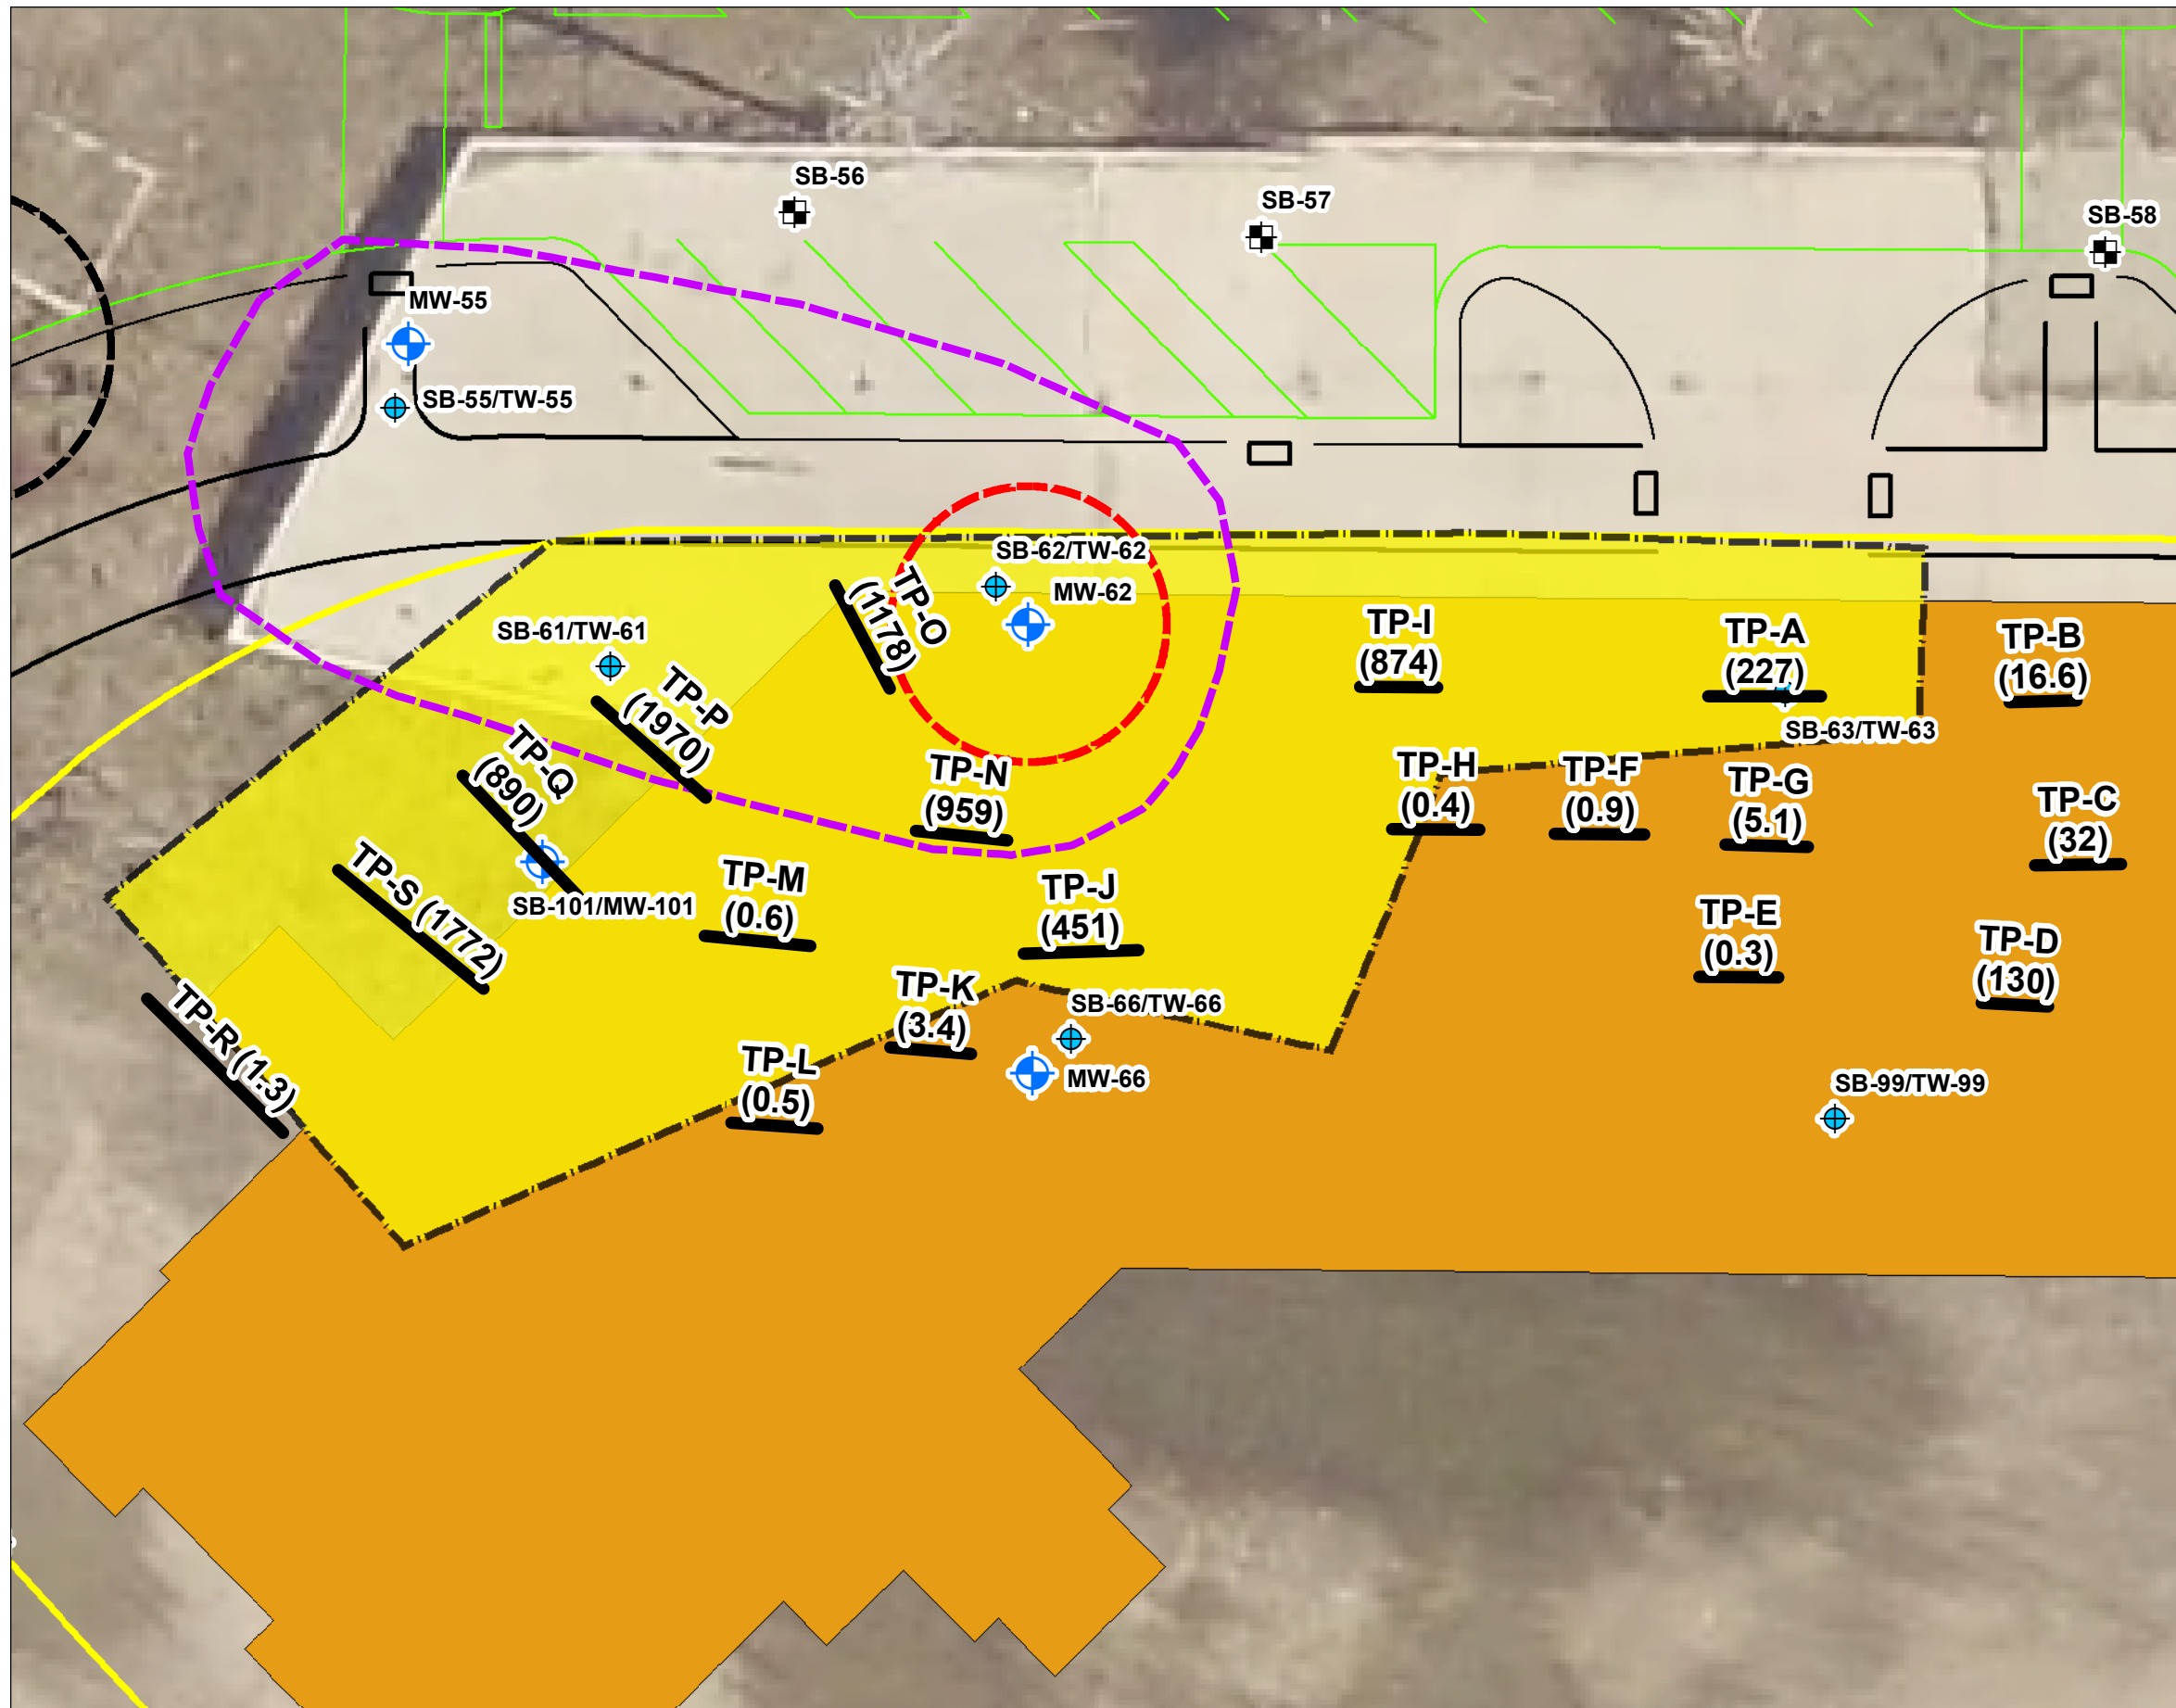 SB-56
SB-57
SB-58
MW-55
SB-55/TW-55
SB-62/TW-62
MW-62
SB-61/TW-61
TP-O
(1178)
TP-I
(874)
TP-A
(227)
TP-B
(16.6)
TP-P
(1970)
SB-63/TW-63
TP-Q
(890)
TP-N
(959)
TP-H
(0.4)
TP-F
(0.9)
TP-G
(5.1)
TP-C
(32)
TP-S (1772)
SB-101/MW-101
TP-M
(0.6)
TP-J
(451)
TP-E
(0.3)
TP-D
(130)
TP-K
(3.4)
SB-66/TW-66
TP-R (1.3)
TP-L
(0.5)
MW-66
SB-99/TW-99